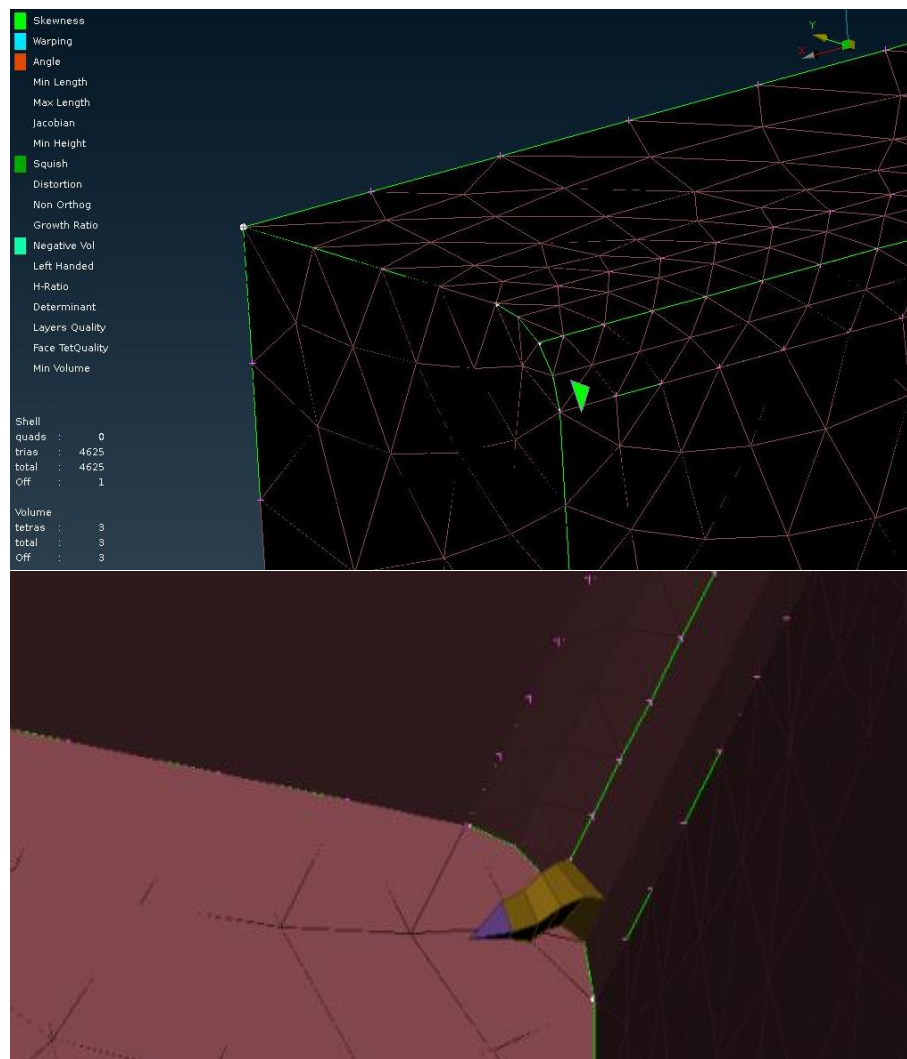 Skewness
Warping
Angle
Min Length
Max Length
Jacobian
Min Height
Squish
Distortion
Non Orthog
Growth Ratio
Negative Vol
Left Handed
H-Ratio
Determinant
Layers Quality
Face TetQuality
Min Volume
Shell
quads : 0
trias : 4625
total : 4625
Off : 1
Volume
tetras : 3
total : 3
Off : 3
Y
X